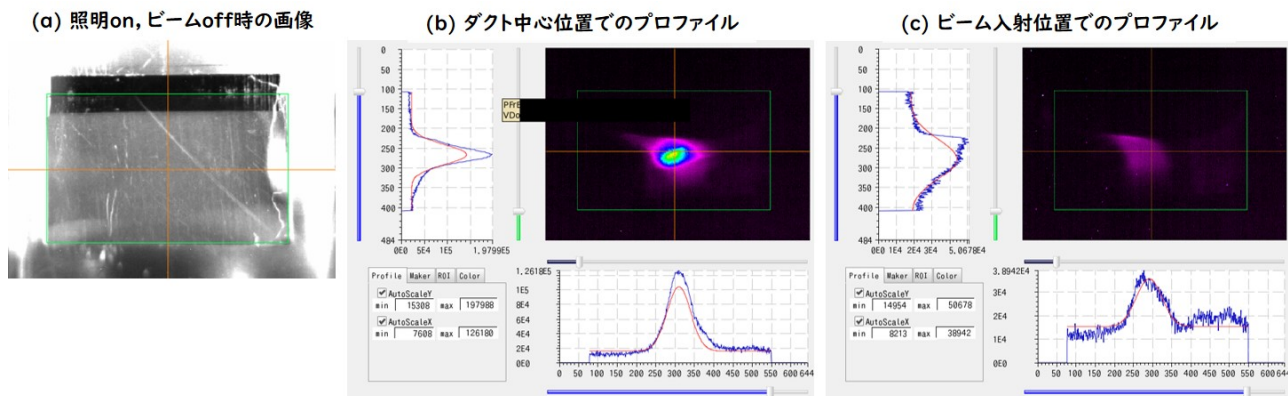 (a) 照明on,ビームoff時の画像
(b) ダクト中心位置でのプロファイル
(c) ビーム入射位置でのプロファイル
0
50
100
150
200
250
300
350
400
484
0E0 5E4 1E5 1.9799E5
PfrE
VDo
Profile Maker ROI Color
AutoScaleY
min 15308 max 197988
AutoScaleX
min 7608 max 126180
1.2618E5
1E5
8E4
6E4
4E4
2E4
0E0
0 50 100 150 200 250 300 350 400 450 500 550 600 644
0
50
100
150
200
250
300
350
400
484
0E0 1E4 2E4 3E4 5.0678E4
Profile Maker ROI Color
AutoScaleY
min 14954 max 50678
AutoScaleX
min 8213 max 38942
3.8942E4
3E4
2E4
1E4
0E0
0 50 100 150 200 250 300 350 400 450 500 550 600 644